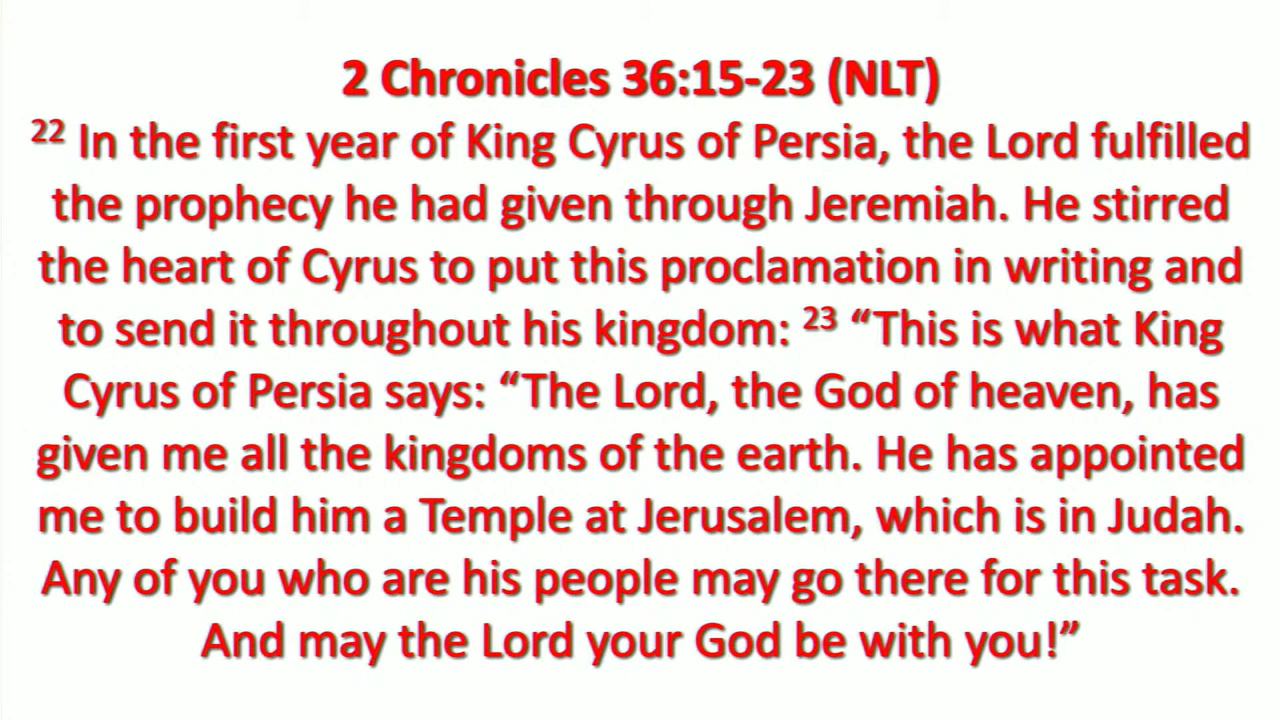 2 Chronicles 36:15-23 (NLT)
22 In the first year of King Cyrus of Persia, the Lord fulfilled
the prophecy he had given through Jeremiah. He stirred
the heart of Cyrus to put this proclamation in writing and
to send it throughout his kingdom: 23 “This is what King
Cyrus of Persia says: “The Lord, the God of heaven, has
given me all the kingdoms of the earth. He has appointed
me to build him a Temple at Jerusalem, which is in Judah.
Any of you who are his people may go there for this task.
And may the Lord your God be with you!”